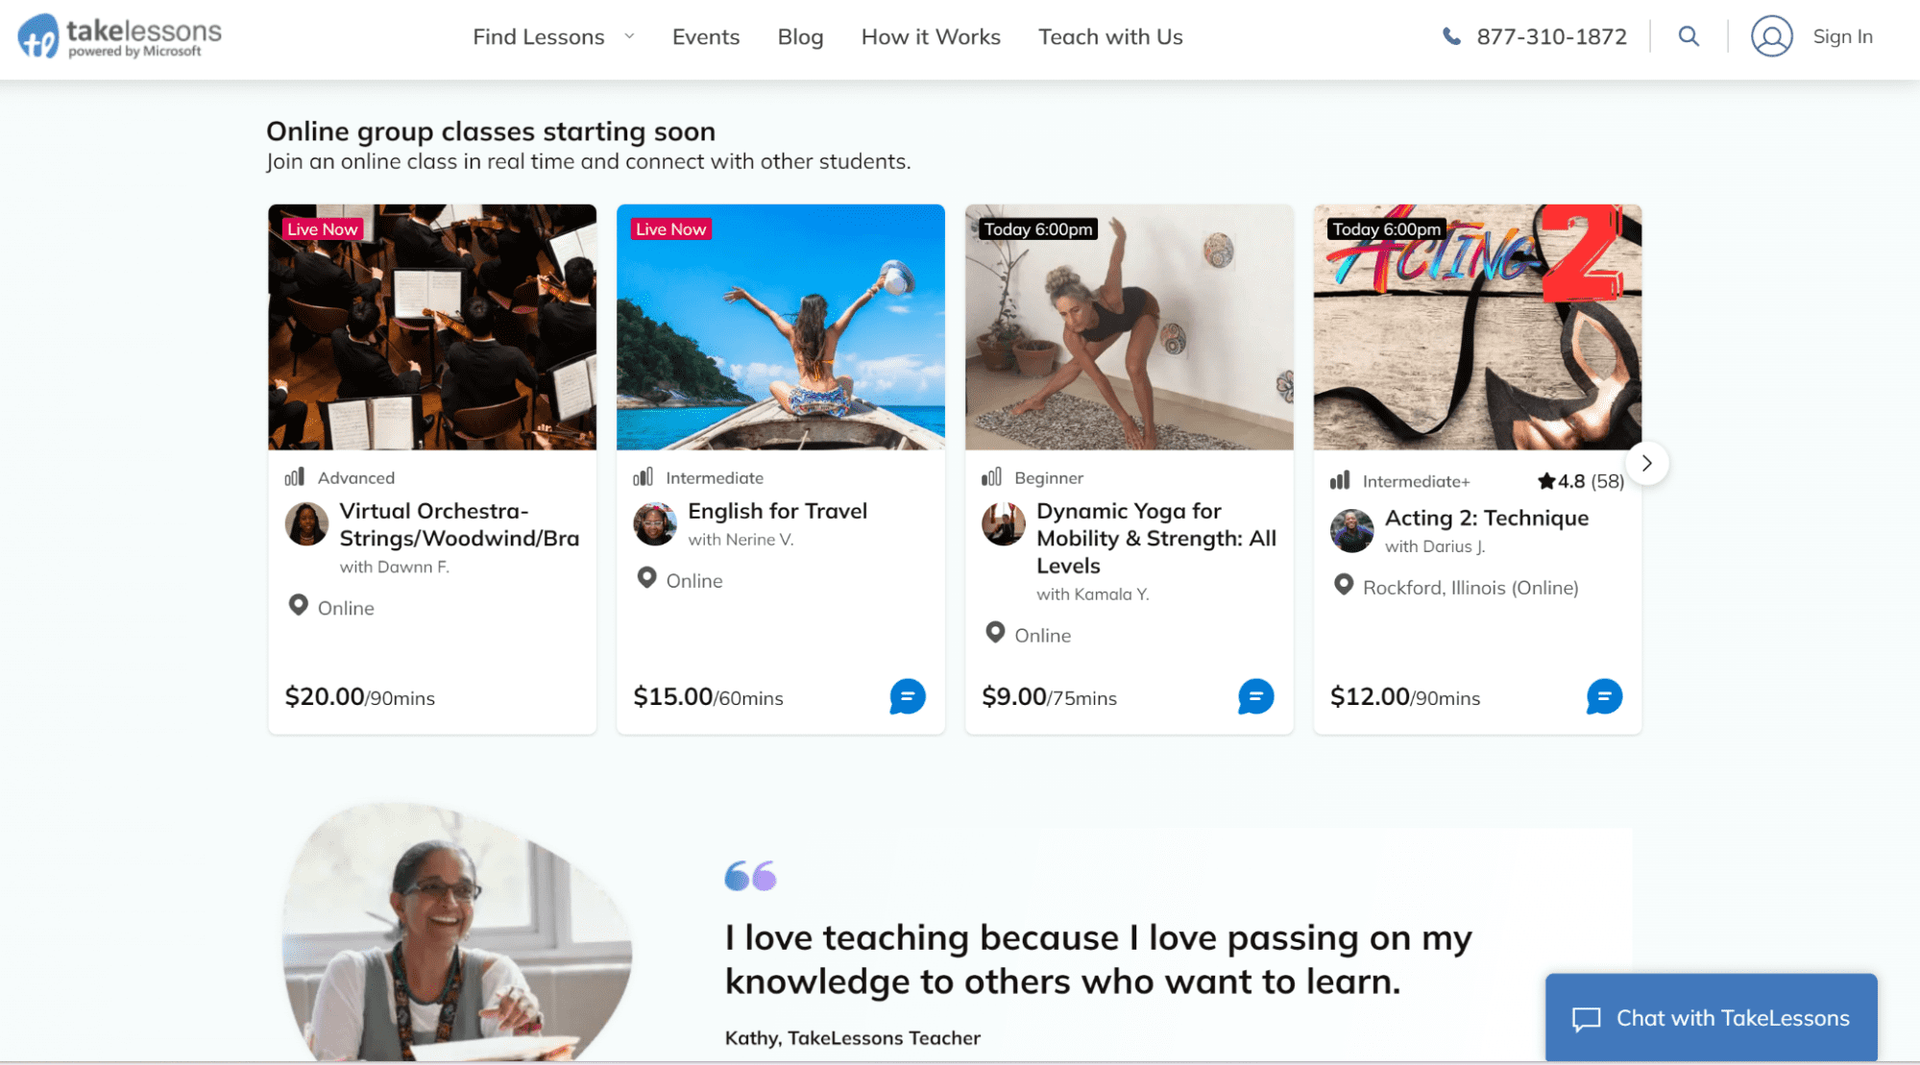 takelessons
powered by Microsoft
Find Lessons
Events
Blog
How it Works
Teach with Us
877-310-1872
Sign In
Online group classes starting soon
Join an online class in real time and connect with other students.
Live Now
Advanced
Virtual Orchestra-
Strings/Woodwind/Bra
with Dawnn F.
Online
$20.00/90mins
Live Now
Intermediate
English for Travel
with Nerine V.
Online
$15.00/60mins
Today 6:00pm
Beginner
Dynamic Yoga for
Mobility & Strength: All
Levels
with Kamala Y.
Online
$9.00/75mins
Today 6:00pm
ACTING 2
Intermediate+
4.8 (58)
Acting 2: Technique
with Darius J.
Rockford, Illinois (Online)
$12.00/90mins
I love teaching because I love passing on my
knowledge to others who want to learn.
Kathy, TakeLessons Teacher
Chat with TakeLessons